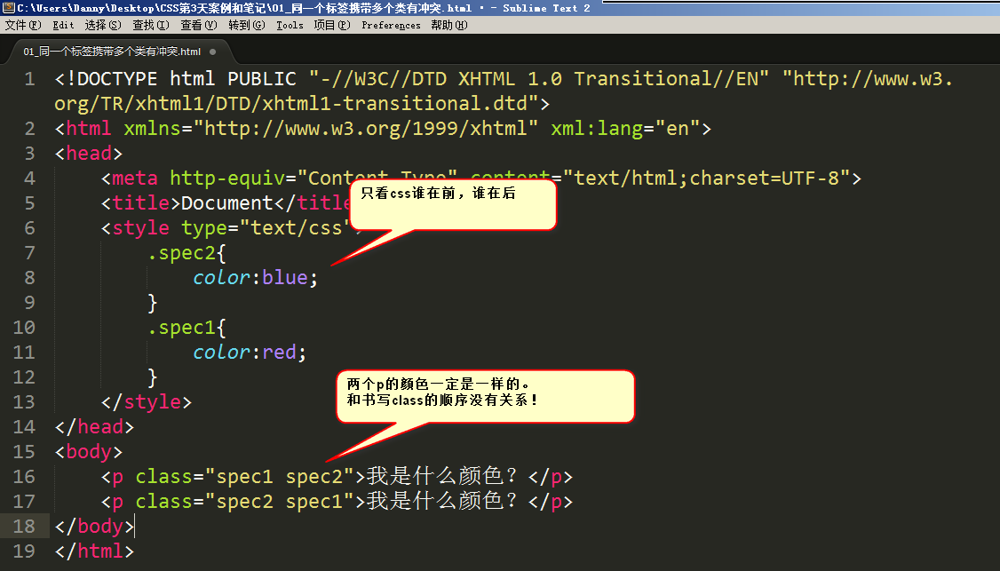 C:\Users\Danny\Desktop\CSS第3天案例和笔记\01_同一个标签携带多个类有冲突.html • - Sublime Text 2
文件(F) Edit 选择(S) 查找(I) 查看(V) 转到(G) Tools 项目(P) Preferences 帮助(H)
01_同一个标签携带多个类有冲突.html
1 <!DOCTYPE html PUBLIC "-//W3C//DTD XHTML 1.0 Transitional//EN" "http://www.w3.
org/TR/xhtml1/DTD/xhtml1-transitional.dtd">
2 <html xmlns="http://www.w3.org/1999/xhtml" xml:lang="en">
3 <head>
4 <meta http-equiv="Content-Type" content="text/html;charset=UTF-8">
只看css谁在前，谁在后
5 <title>Document</title
6 <style type="text/css">
7 .spec2{
8 color:blue;
9 }
10 .spec1{
11 color:red;
12 }
两个p的颜色一定是一样的。
和书写class的顺序没有关系！
13 </style>
14 </head>
15 <body>
16 <p class="spec1 spec2">我是什么颜色？</p>
17 <p class="spec2 spec1">我是什么颜色？</p>
18 </body>
19 </html>